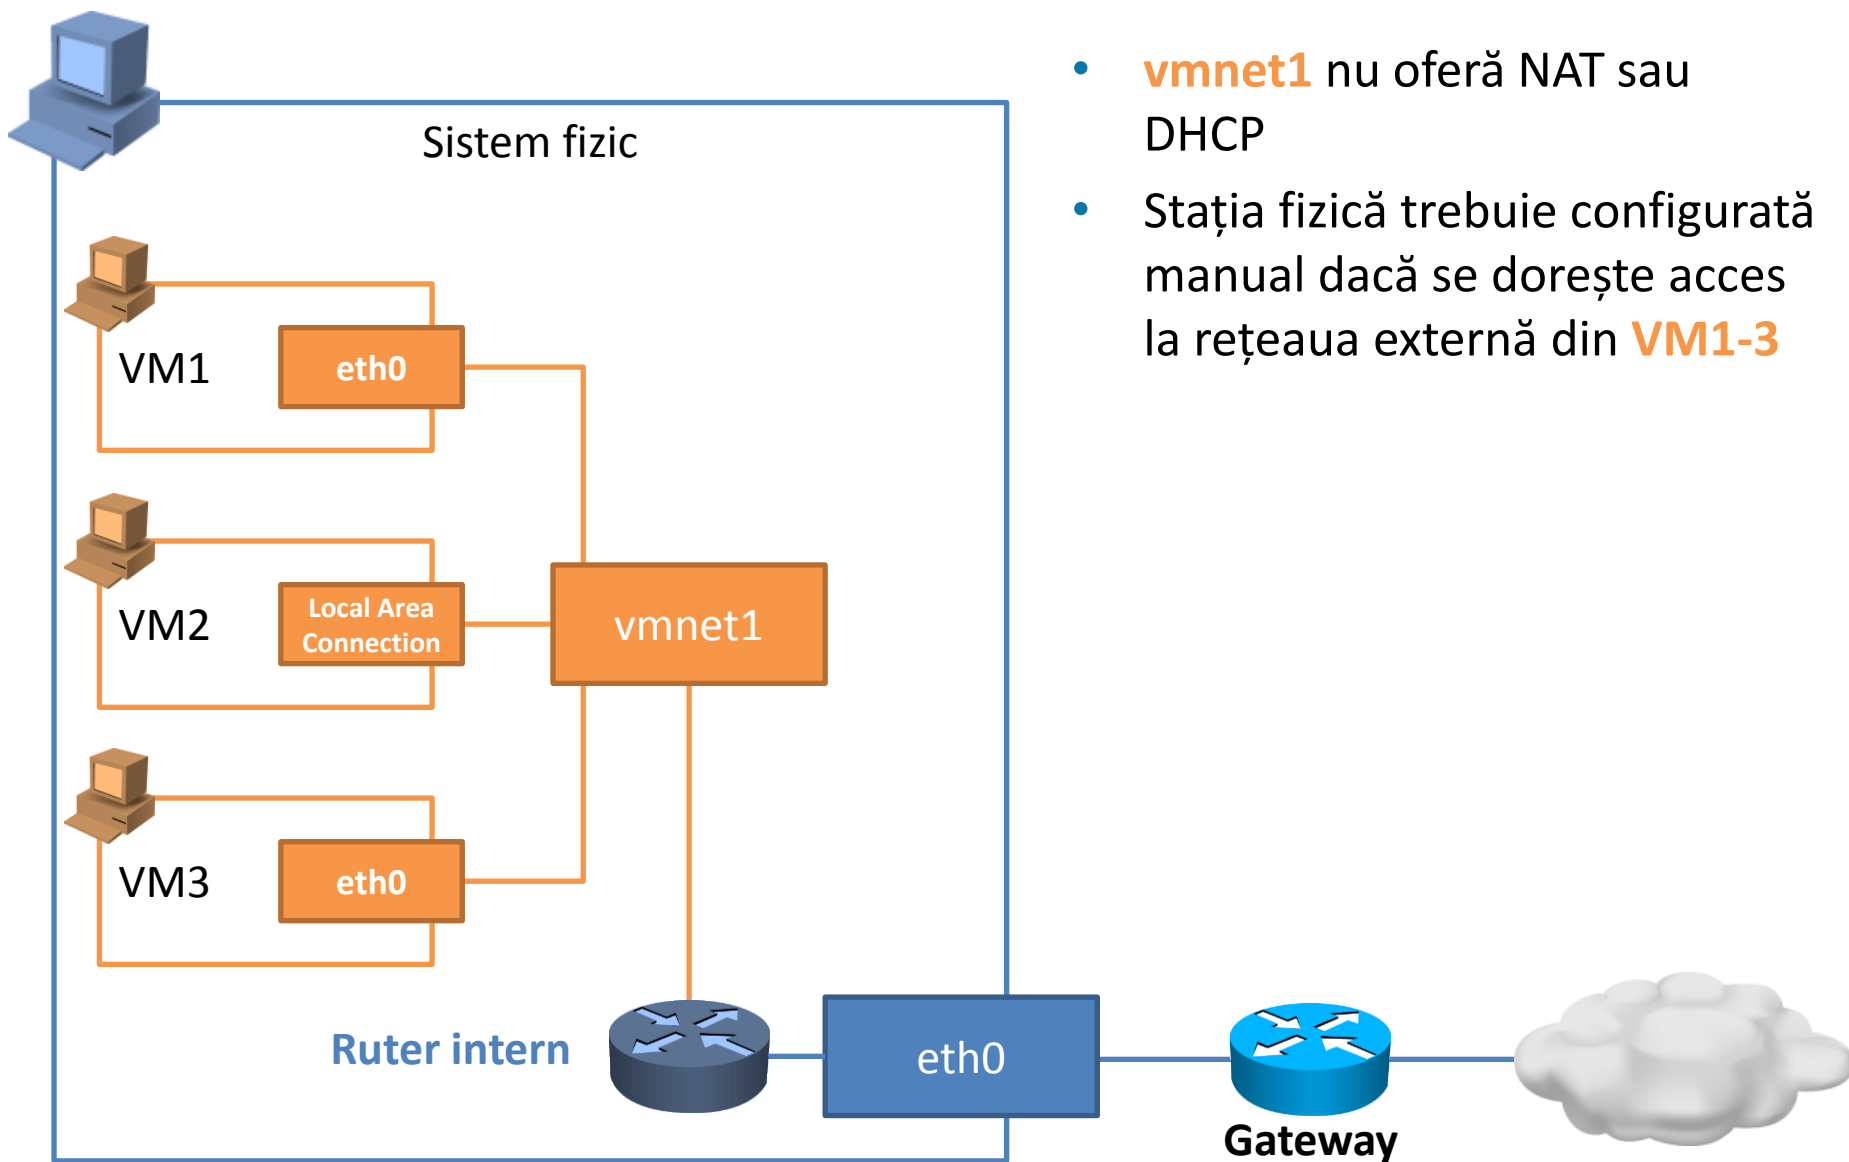 Sistem fizic
VM1
eth0
VM2
Local Area
Connection
vmnet1
VM3
eth0
Ruter intern
eth0
Gateway
• vmnet1 nu oferă NAT sau
DHCP
• Stația fizică trebuie configurată
manual dacă se dorește acces
la rețeaua externă din VM1-3